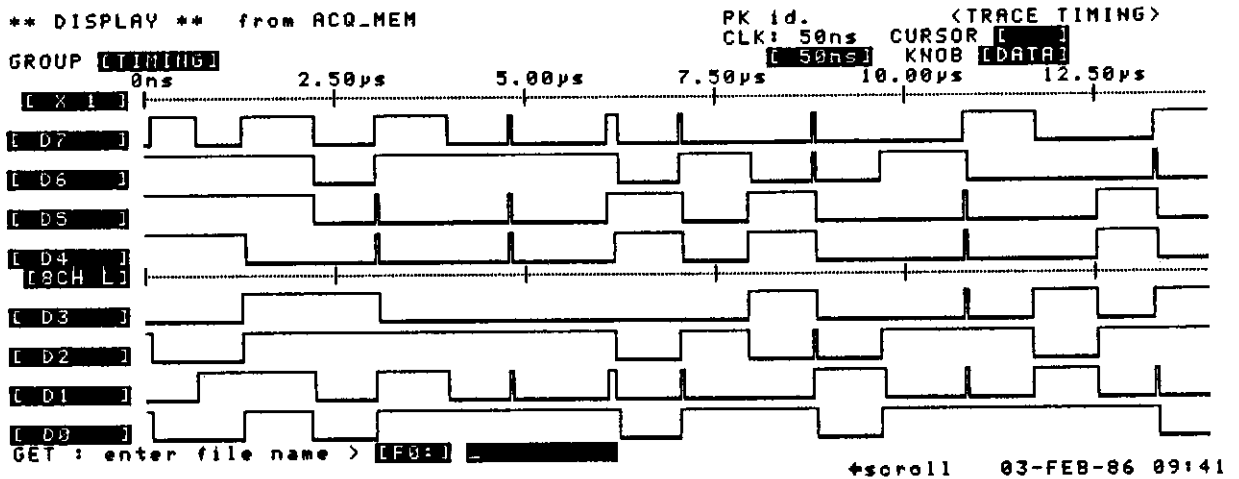 ** DISPLAY ** from ACQ_MEM PK id. <TRACE TIMING>
CLK: 50ns CURSOR [ ]
GROUP [TIMING] [ 50ns] KNOB [DATA]
0ns 2.50µs 5.00µs 7.50µs 10.00µs 12.50µs
[ X 1 ]
[ D7 ]
[ D6 ]
[ D5 ]
[ D4 ]
[8CH L]
[ D3 ]
[ D2 ]
[ D1 ]
[ D0 ]
GET : enter file name > [F0:] _
+scroll 03-FEB-86 09:41